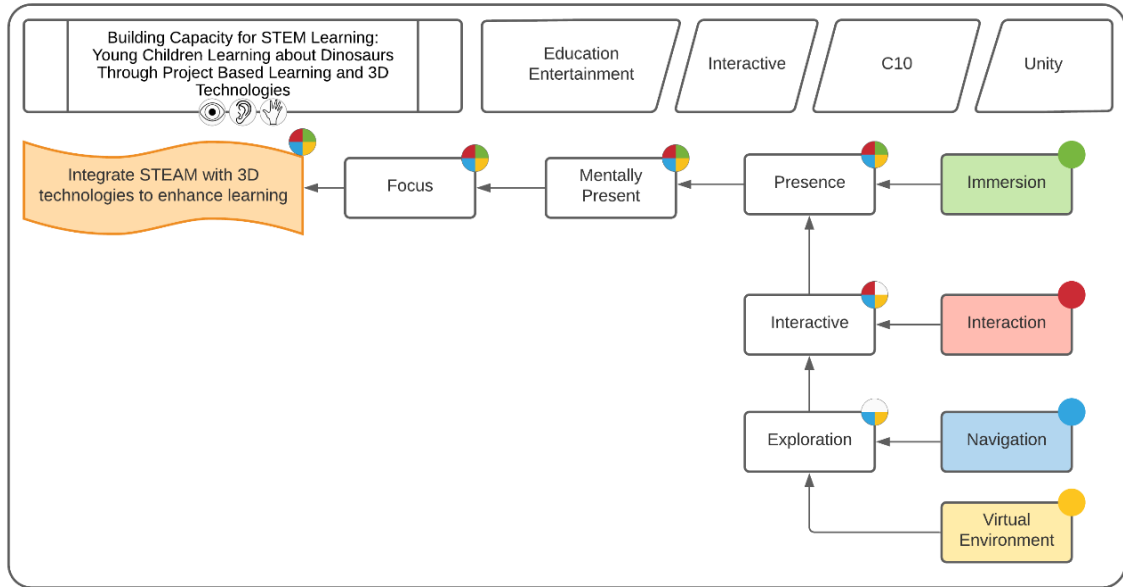 Building Capacity for STEM Learning:
Young Children Learning about Dinosaurs
Through Project Based Learning and 3D
Technologies
Education
Entertainment
Interactive
C10
Unity
Integrate STEAM with 3D
technologies to enhance learning
Focus
Mentally
Present
Presence
Immersion
Interactive
Interaction
Exploration
Navigation
Virtual
Environment